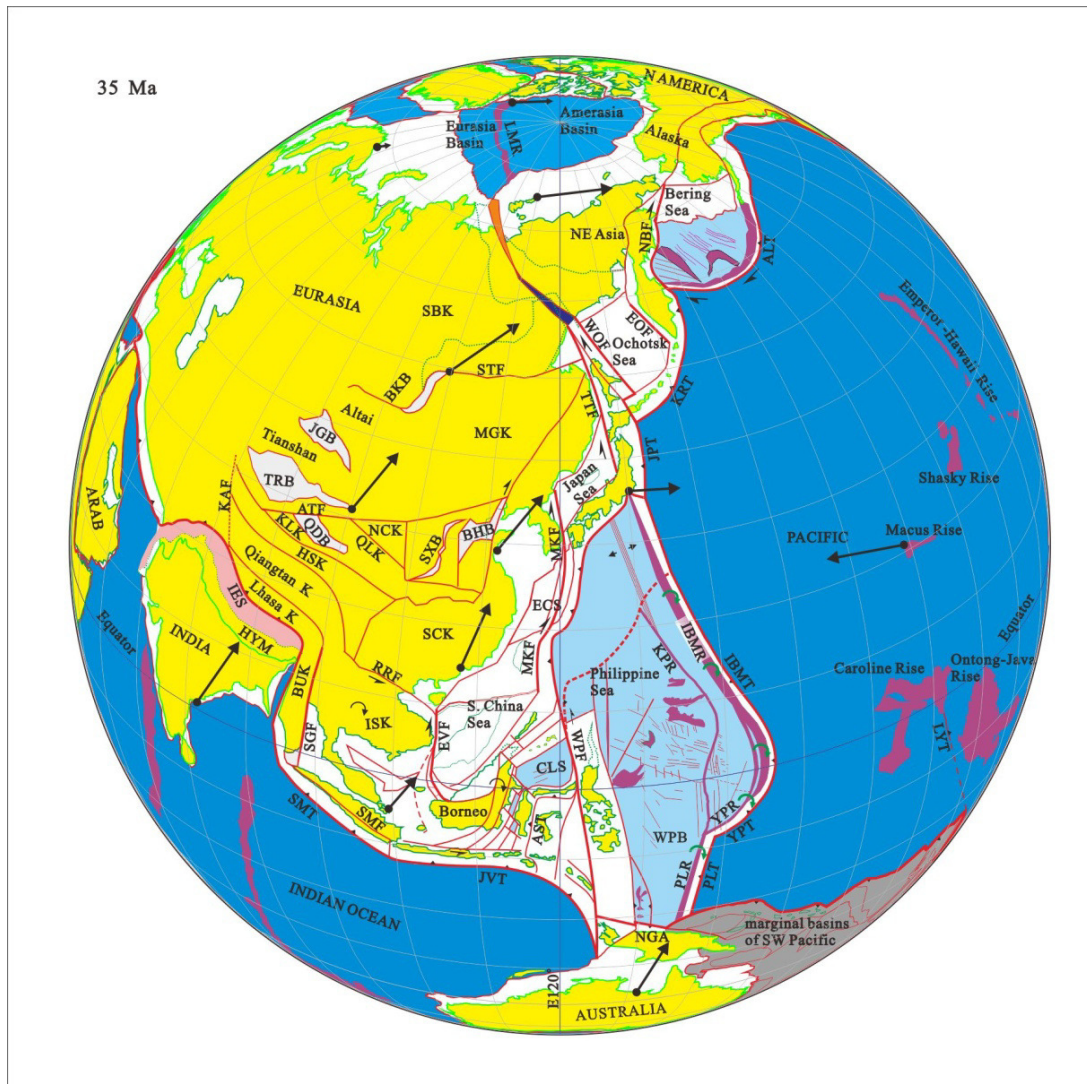 35 Ma
N AMERICA
Eurasia
Basin
LMR
Amerasia
Basin
Alaska
Bering
Sea
NE Asia
NBF
ALT
EURASIA
SBK
WOF
EOF
Ochotsk
Sea
Emperor-Hawaii Rise
BKB
STF
Altai
KRT
TTF
JGB
MGK
JPT
Tianshan
Shasky Rise
TRB
Japan
Sea
ARAB
KAF
ATF
KLK
QDB
NCK
QLK
SXB
BHB
MKF
PACIFIC
Macus Rise
HSK
Qiangtan K
Lhasa K
IES
HYM
INDIA
Equator
ECS
SCK
MKF
IBMR
IBMT
KPR
Equator
BUK
RRF
Philippine
Sea
Caroline Rise
Ontong-Java
Rise
S. China
Sea
ISK
SGF
EVF
WPF
LYT
CLS
SMT
SMF
Borneo
AST
YPR
YPT
WPB
JVT
PLR
PLT
INDIAN OCEAN
NGA
marginal basins
of SW Pacific
E120
AUSTRALIA